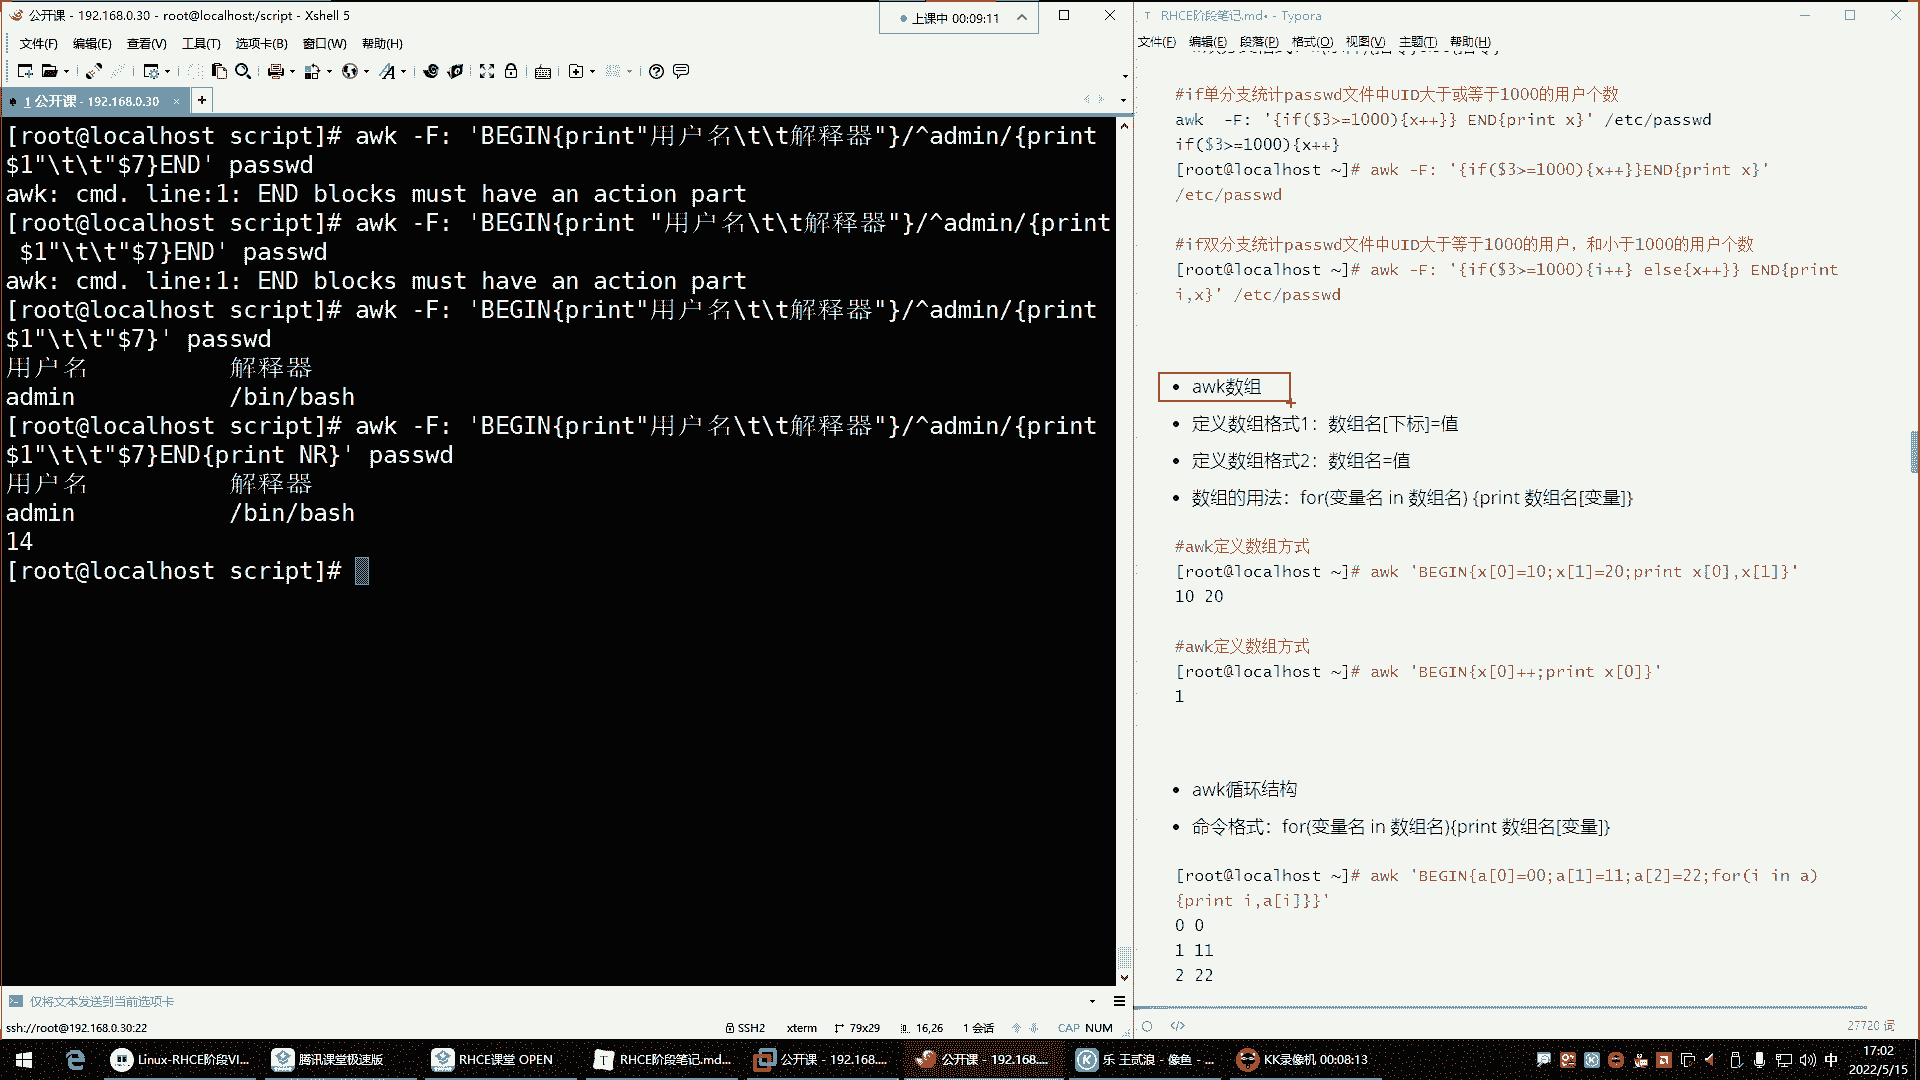 公开课 - 192.168.0.30 - root@localhost:/script - Xshell 5
上课中 00:09:11
文件(F) 编辑(E) 查看(V) 工具(T) 选项卡(B) 窗口(W) 帮助(H)
1 公开课 - 192.168.0.30
[root@localhost script]# awk -F: 'BEGIN{print"用户名\t\t解释器"}/^admin/{print
$1"\t\t"$7}END' passwd
awk: cmd. line:1: END blocks must have an action part
[root@localhost script]# awk -F: 'BEGIN{print "用户名\t\t解释器"}/^admin/{print
$1"\t\t"$7}END' passwd
awk: cmd. line:1: END blocks must have an action part
[root@localhost script]# awk -F: 'BEGIN{print"用户名\t\t解释器"}/^admin/{print
$1"\t\t"$7}' passwd
用户名 解释器
admin /bin/bash
[root@localhost script]# awk -F: 'BEGIN{print"用户名\t\t解释器"}/^admin/{print
$1"\t\t"$7}END{print NR}' passwd
用户名 解释器
admin /bin/bash
14
[root@localhost script]#
仅将文本发送到当前选项卡
ssh://root@192.168.0.30:22 SSH2 xterm 79x29 16,26 1 会话 CAP NUM
RHCE阶段笔记.md• - Typora
文件(F) 编辑(E) 段落(P) 格式(O) 视图(V) 主题(T) 帮助(H)
#if单分支统计passwd文件中UID大于或等于1000的用户个数
awk -F: '{if($3>=1000){x++}} END{print x}' /etc/passwd
if($3>=1000){x++}
[root@localhost ~]# awk -F: '{if($3>=1000){x++}}END{print x}'
/etc/passwd
#if双分支统计passwd文件中UID大于等于1000的用户，和小于1000的用户个数
[root@localhost ~]# awk -F: '{if($3>=1000){i++} else{x++}} END{print
i,x}' /etc/passwd
• awk数组
• 定义数组格式1：数组名[下标]=值
• 定义数组格式2：数组名=值
• 数组的用法：for(变量名 in 数组名) {print 数组名[变量]}
#awk定义数组方式
[root@localhost ~]# awk 'BEGIN{x[0]=10;x[1]=20;print x[0],x[1]}'
10 20
#awk定义数组方式
[root@localhost ~]# awk 'BEGIN{x[0]++;print x[0]}'
1
• awk循环结构
• 命令格式：for(变量名 in 数组名){print 数组名[变量]}
[root@localhost ~]# awk 'BEGIN{a[0]=00;a[1]=11;a[2]=22;for(i in a)
{print i,a[i]}}'
0 0
1 11
2 22
27720 词
Linux-RHCE阶段VI... 腾讯课堂极速版 RHCE课堂 OPEN RHCE阶段笔记.md... 公开课 - 192.168.... 公开课 - 192.168.... 乐 王贰浪 - 像鱼 - ... KK录像机 00:08:13 中 17:02
2022/5/15